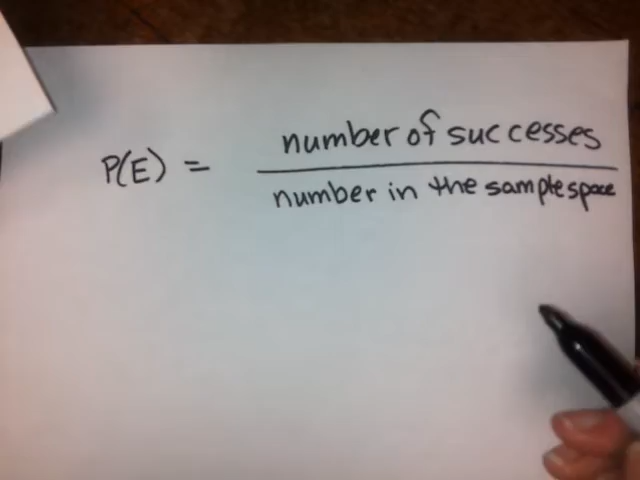 number of successes
P(E) =
number in the sample space